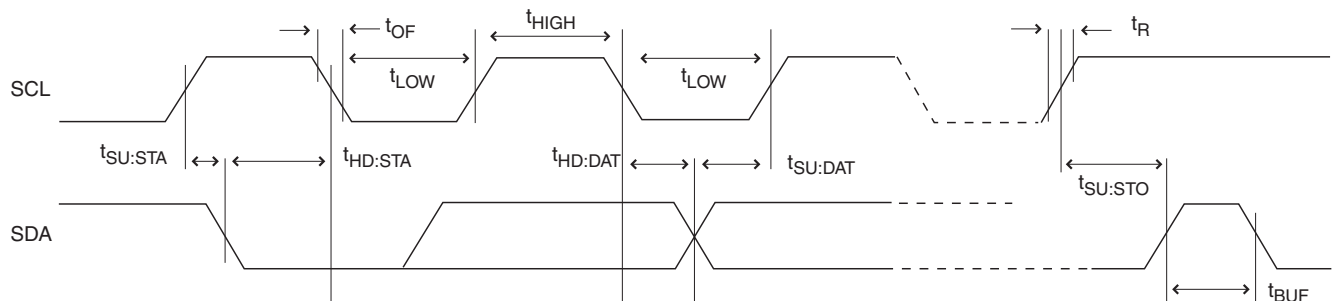 tOF
tHIGH
tR
SCL
tLOW
tLOW
tSU:STA
tHD:STA
tHD:DAT
tSU:DAT
tSU:STO
SDA
tBUF